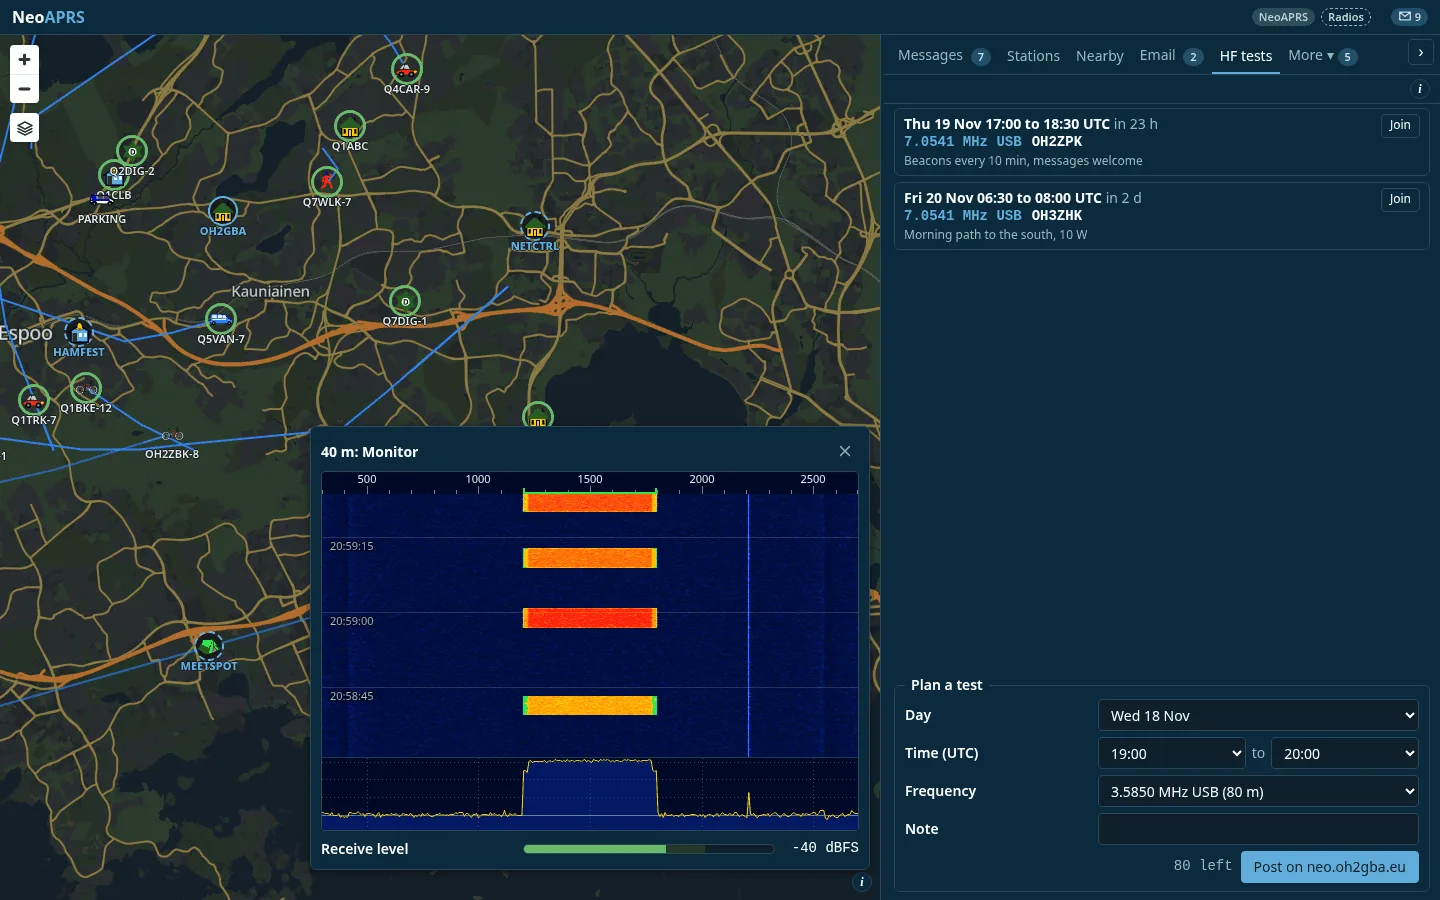 NeoAPRS
NeoAPRS
Radios
9
Messages 7
Stations
Nearby
Email 2
HF tests
More ▾ 5
›
i
+
−
Q4CAR-9
Q1ABC
Q2DIG-2
Q1CLB
PARKING
Q7WLK-7
OH2GBA
NETCTRL
Kauniainen
Q7DIG-1
Espoo
Q5VAN-7
HAMFEST
Q1BKE-12
Q1TRK-7
OH2ZBK-8
1
MEETSPOT
40 m: Monitor
500 1000 1500 2000 2500
20:59:15
20:59:00
20:58:45
Receive level -40 dBFS
i
Thu 19 Nov 17:00 to 18:30 UTC in 23 h
Join
7.0541 MHz USB OH2ZPK
Beacons every 10 min, messages welcome
Fri 20 Nov 06:30 to 08:00 UTC in 2 d
Join
7.0541 MHz USB OH3ZHK
Morning path to the south, 10 W
Plan a test
Day Wed 18 Nov
Time (UTC) 19:00 to 20:00
Frequency 3.5850 MHz USB (80 m)
Note
80 left Post on neo.oh2gba.eu